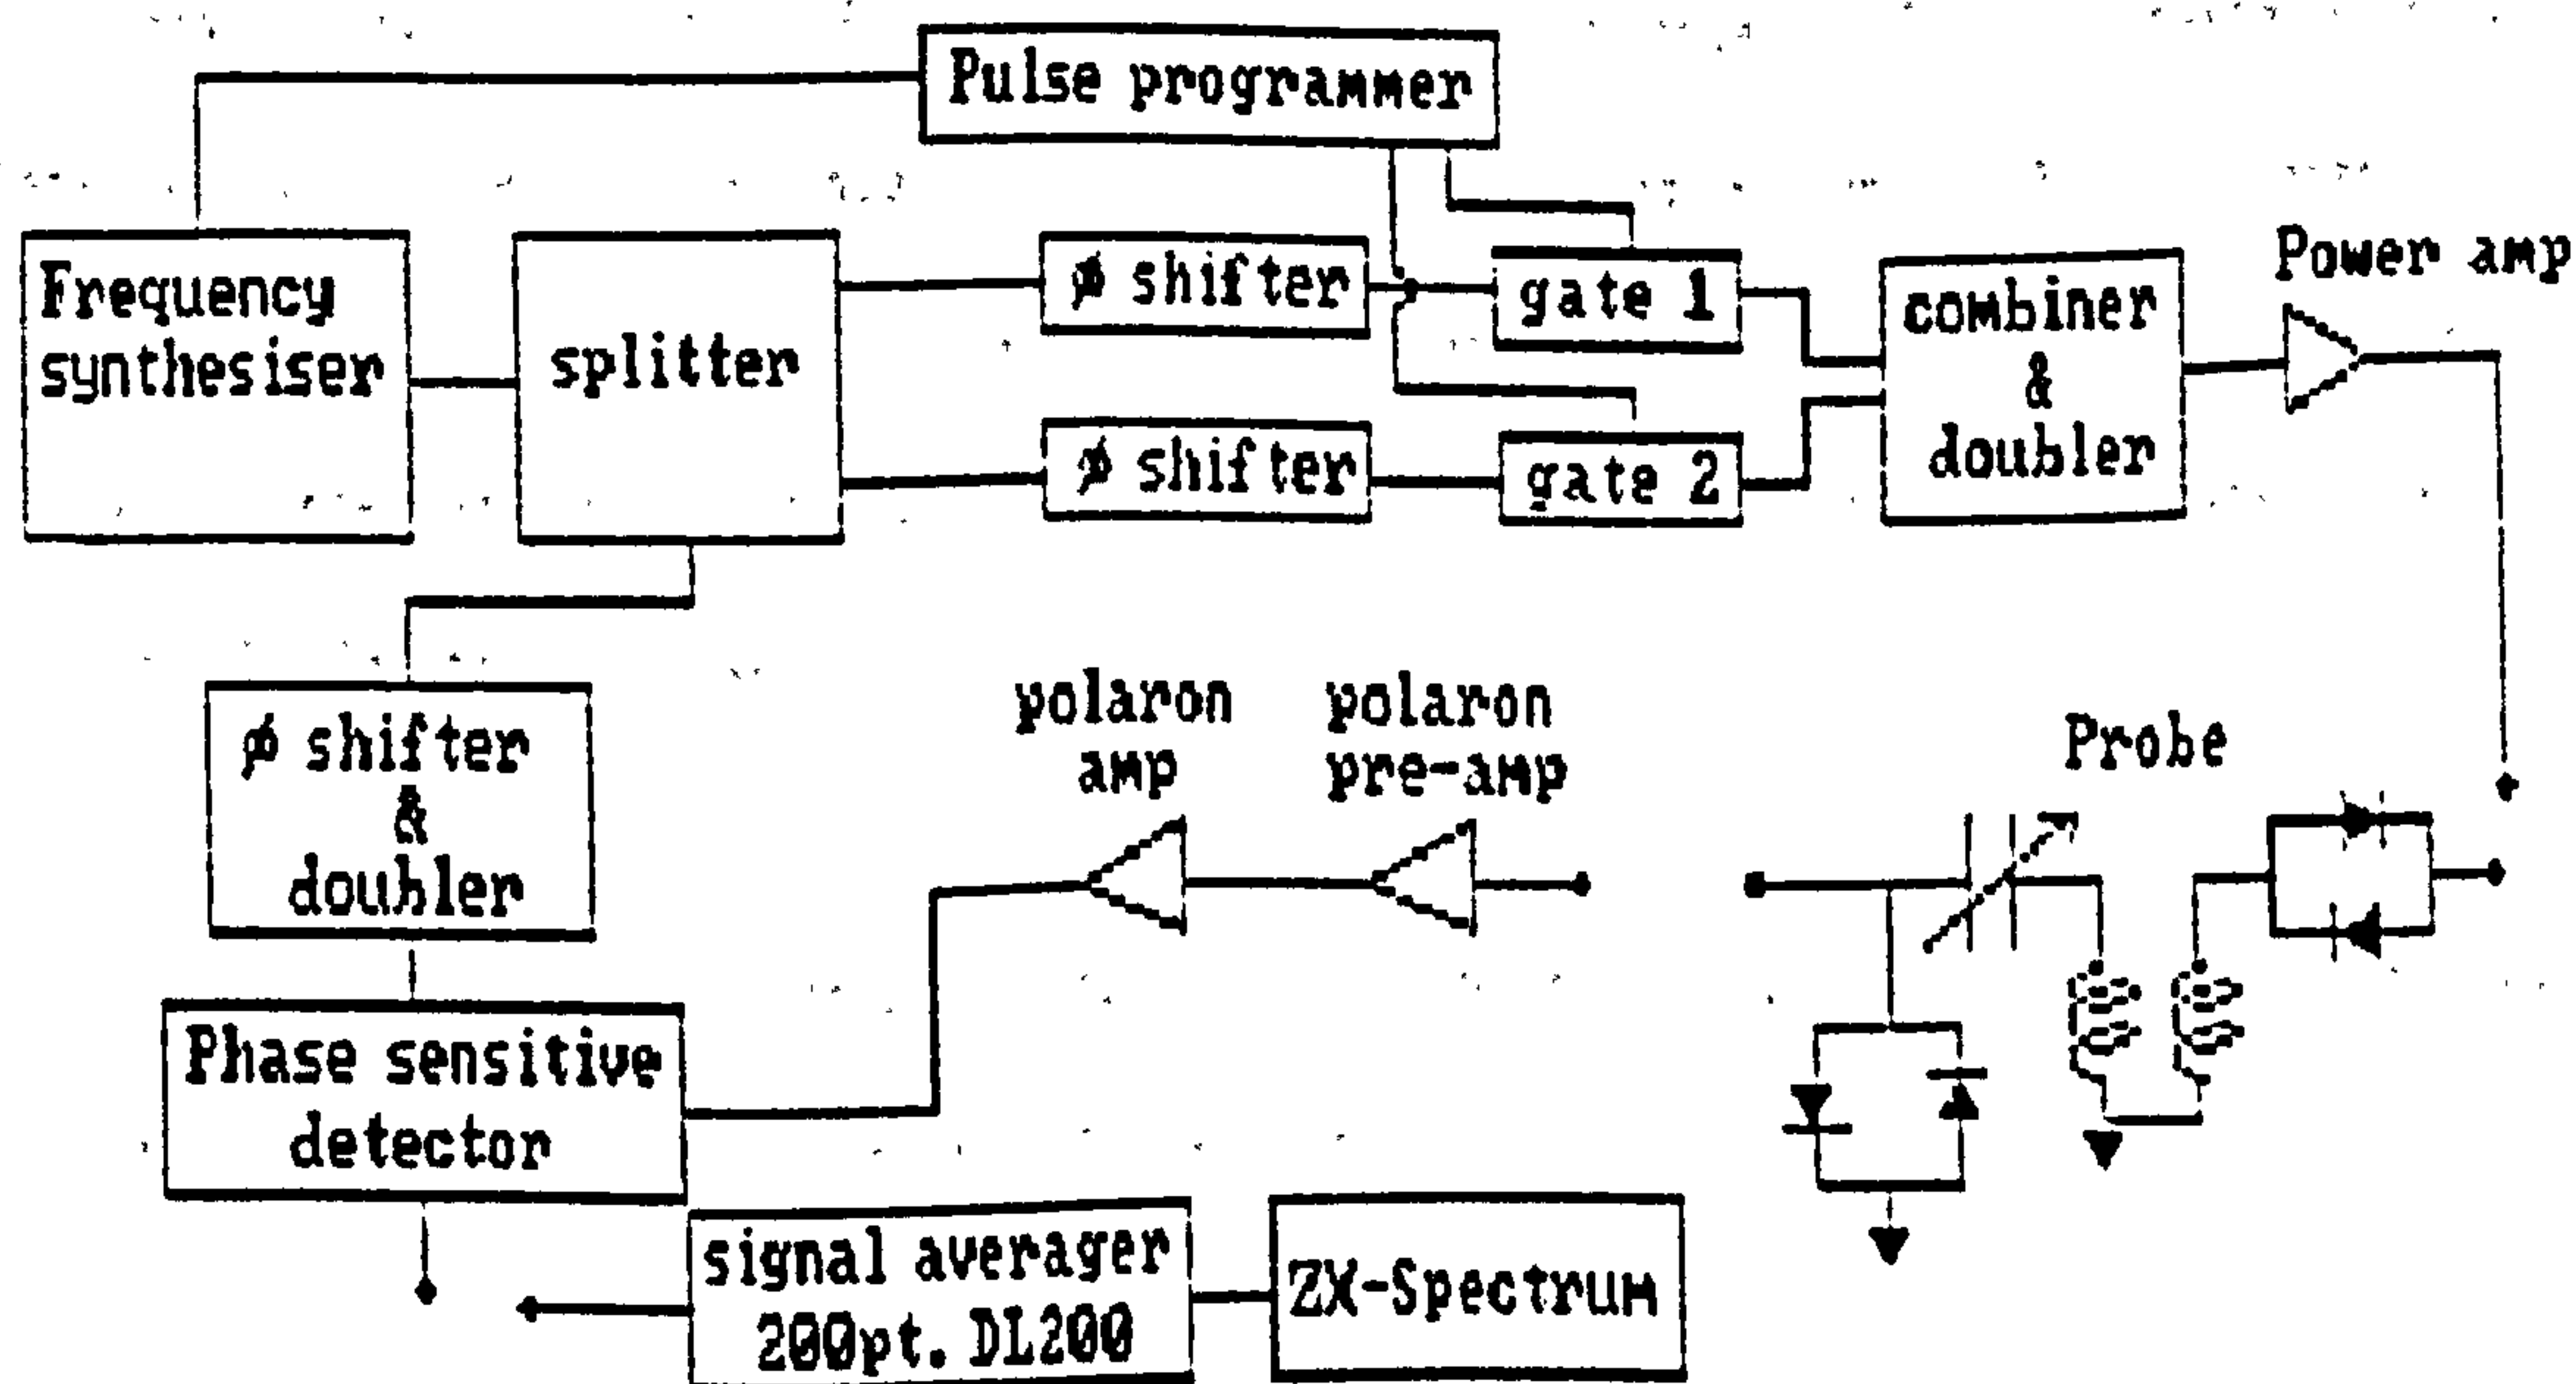 Pulse programmer
Frequency
synthesiser
splitter
ø shifter
gate 1
combiner
&
doubler
Power amp
ø shifter
gate 2
ø shifter
&
doubler
polaron
amp
polaron
pre-amp
Probe
Phase sensitive
detector
signal averager
200pt. DL200
ZX-Spectrum